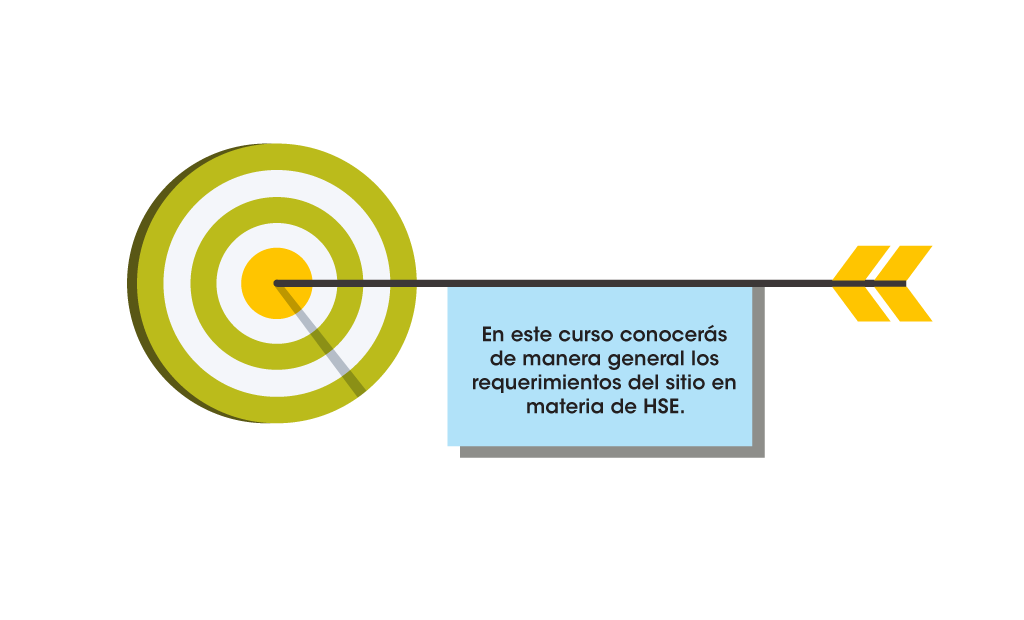 En este curso conocerás
de manera general los
requerimientos del sitio en
materia de HSE.